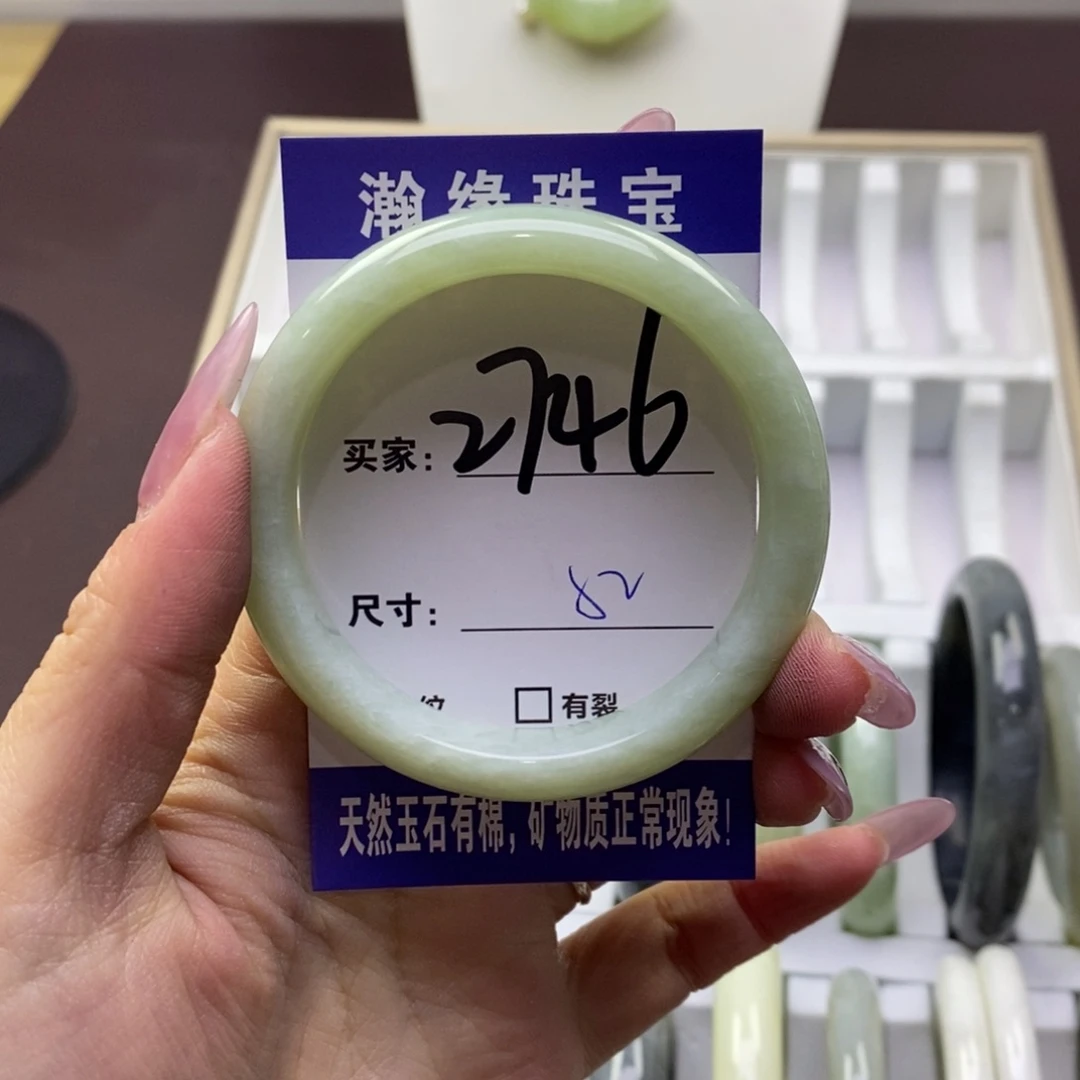 瀚缘珠宝
买家: 2746
尺寸: 82
纹 □有裂
天然玉石有棉, 矿物质正常现象!